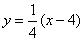 y = 1/4 (x − 4)